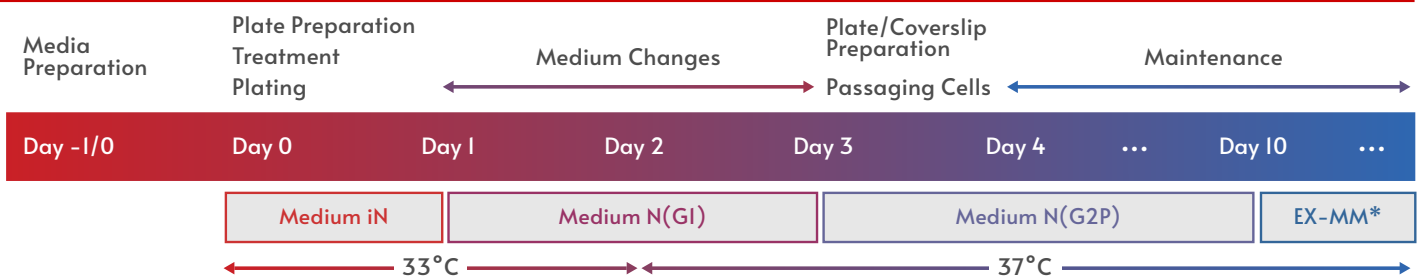 Media
Preparation
Plate Preparation
Treatment
Plating
Medium Changes
Plate/Coverslip
Preparation
Passaging Cells
Maintenance
Day -1/0
Day 0
Day 1
Day 2
Day 3
Day 4
...
Day 10
...
Medium iN
Medium N(G1)
Medium N(G2P)
EX-MM*
33°C
37°C